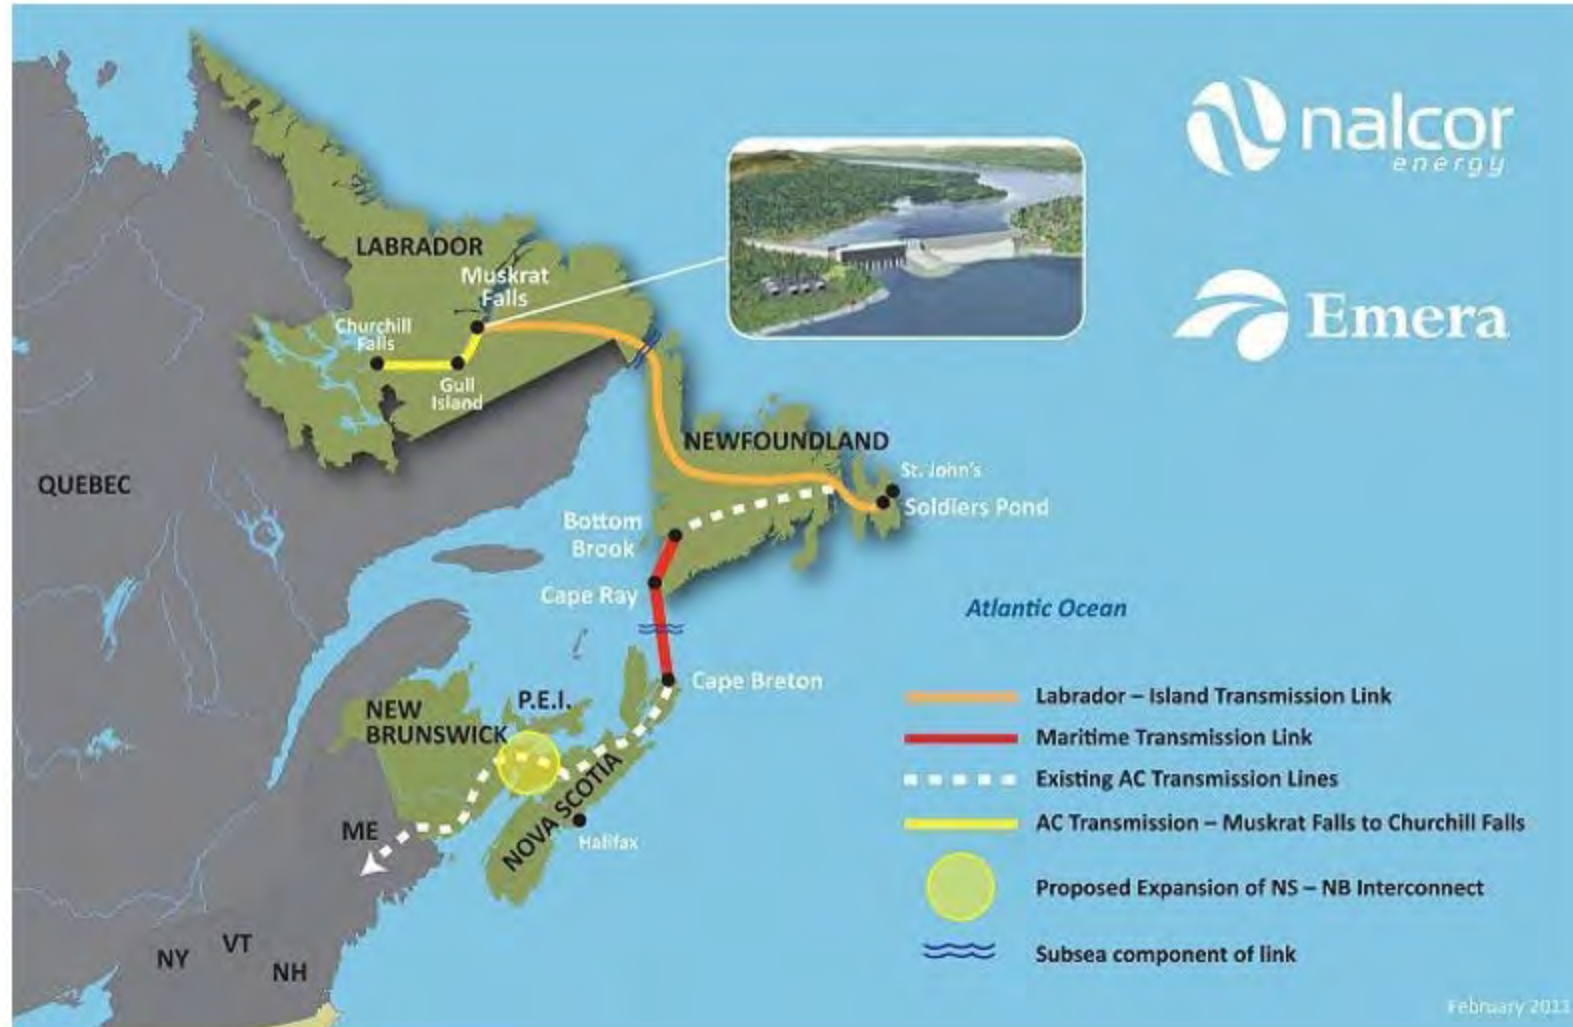 nalcor
energy
Emera
LABRADOR
Muskrat
Falls
Churchill
Falls
Gull
Island
QUEBEC
NEWFOUNDLAND
St. John's
Soldiers Pond
Bottom
Brook
Cape Ray
Atlantic Ocean
Cape Breton
P.E.I.
NEW
BRUNSWICK
NOVA SCOTIA
Halifax
ME
NY
VT
NH
Labrador – Island Transmission Link
Maritime Transmission Link
Existing AC Transmission Lines
AC Transmission – Muskrat Falls to Churchill Falls
Proposed Expansion of NS – NB Interconnect
Subsea component of link
February 2011